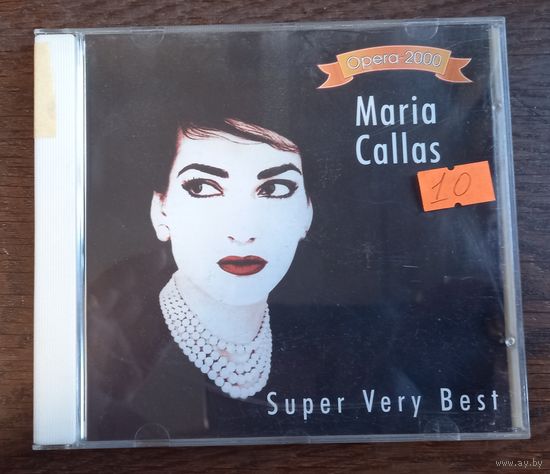 Opera-2000
Maria
Callas
10
Super Very Best
www.ay.by